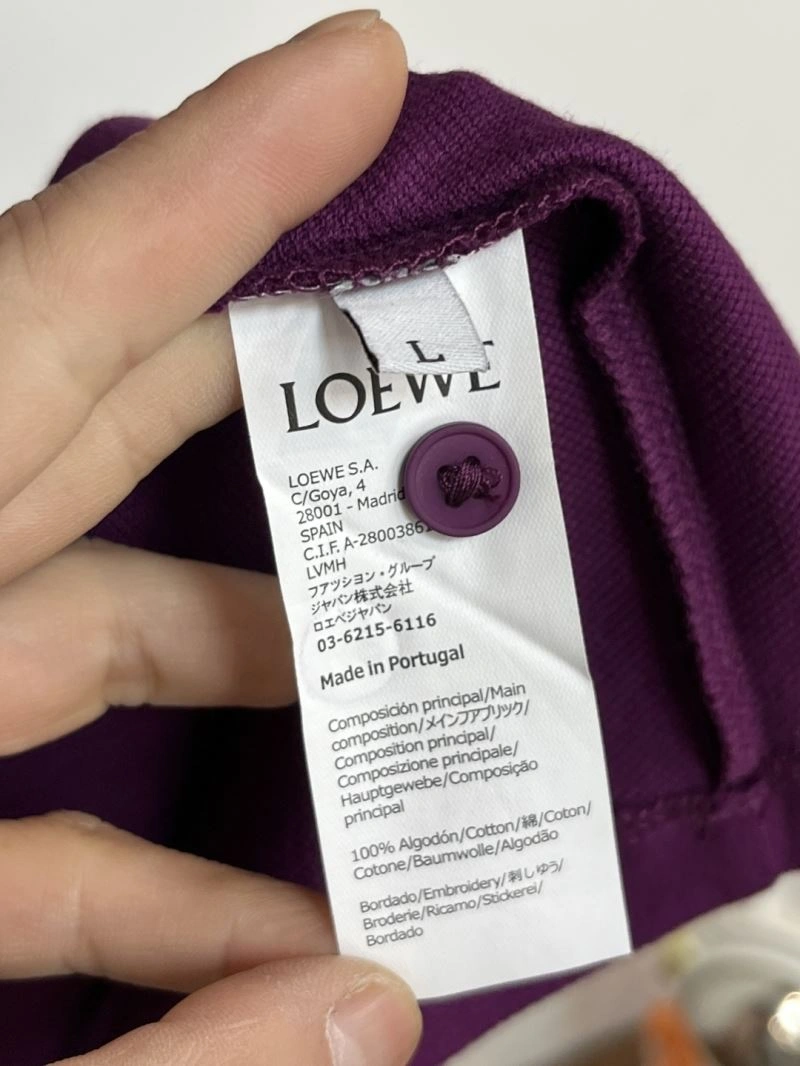 L
LOEWE
LOEWE S.A.
C/Goya, 4
28001 - Madrid
SPAIN
C.I.F. A-28003861
LVMH
ファッション・グループ
ジャパン株式会社
ロエベジャパン
03-6215-6116
Made in Portugal
Composición principal/Main
composition/メインファブリック/
Composition principal/
Composizione principale/
Hauptgewebe/Composição
principal
100% Algodón/Cotton/綿/Coton/
Cotone/Baumwolle/Algodão
Bordado/Embroidery/刺しゆう/
Broderie/Ricamo/Stickerei/
Bordado